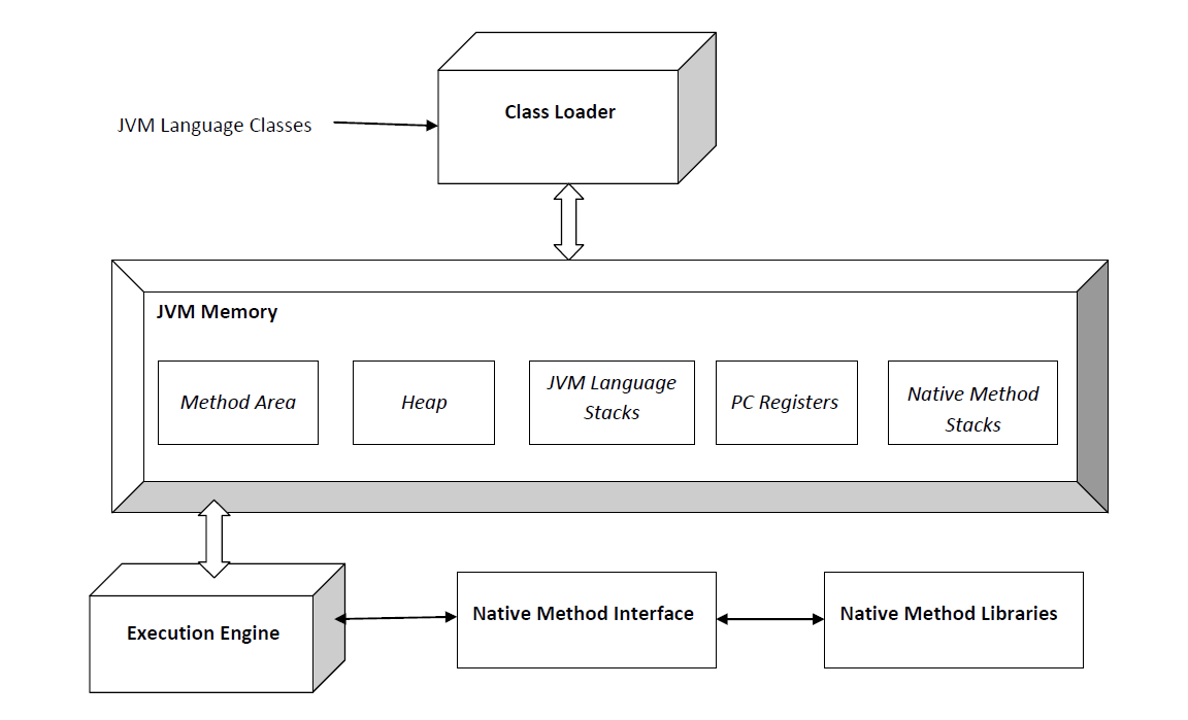 Class Loader
JVM Language Classes
JVM Memory
Method Area
Heap
JVM Language
Stacks
PC Registers
Native Method
Stacks
Execution Engine
Native Method Interface
Native Method Libraries